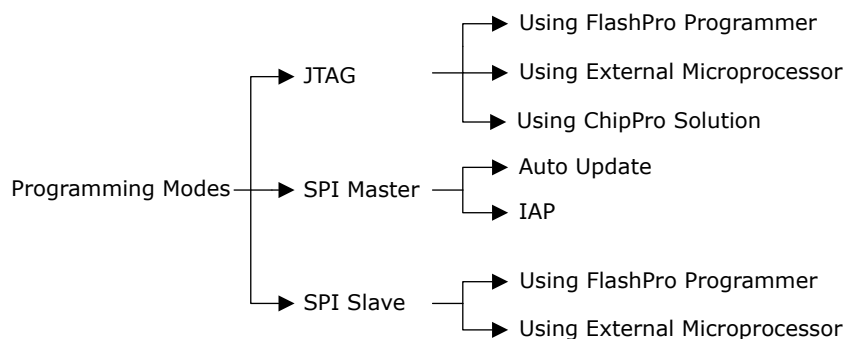 Programming Modes
JTAG
Using FlashPro Programmer
Using External Microprocessor
Using ChipPro Solution
SPI Master
Auto Update
IAP
SPI Slave
Using FlashPro Programmer
Using External Microprocessor